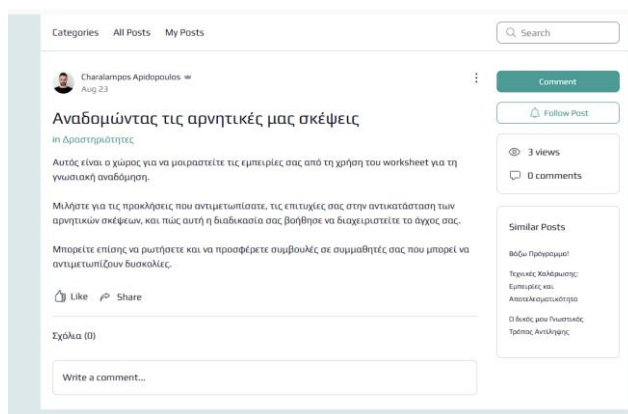 Categories All Posts My Posts
Search
Charalampos Apidopoulos
Aug 23
Αναδομώντας τις αρνητικές μας σκέψεις
in Δραστηριότητες
Αυτός είναι ο χώρος για να μοιραστείτε τις εμπειρίες σας από τη χρήση του worksheet για τη
γνωσιακή αναδόμηση.
Μιλήστε για τις προκλήσεις που αντιμετωπίσατε, τις επιτυχίες σας στην αντικατάσταση των
αρνητικών σκέψεων, και πώς αυτή η διαδικασία σας βοήθησε να διαχειριστείτε το άγχος σας.
Μπορείτε επίσης να ρωτήσετε και να προσφέρετε συμβουλές σε συμμαθητές σας που μπορεί να
αντιμετωπίζουν δυσκολίες.
Like Share
Σχόλια (0)
Write a comment...
Comment
Follow Post
3 views
0 comments
Similar Posts
Βάζω Πρόγραμμα!
Τεχνικές Χαλάρωσης:
Εμπειρίες και
Αποτελεσματικότητα
Ο δικός μου Γνωστικός
Τρόπος Αντίληψης